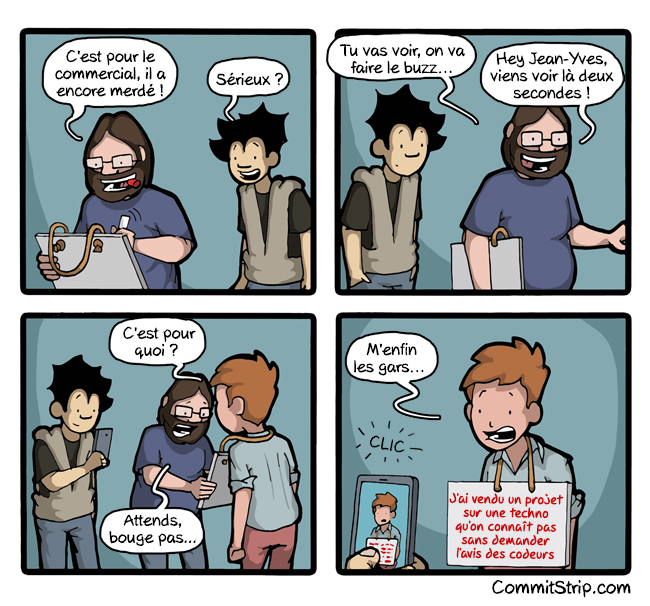 C'est pour le
commercial, il a
encore merdé !
Sérieux ?
Tu vas voir, on va
faire le buzz...
Hey Jean-Yves,
viens voir là deux
secondes !
C'est pour
quoi ?
Attends,
bouge pas...
M'enfin
les gars...
CLIC
J'ai vendu un projet
sur une techno
qu'on connaît pas
sans demander
l'avis des codeurs
CommitStrip.com